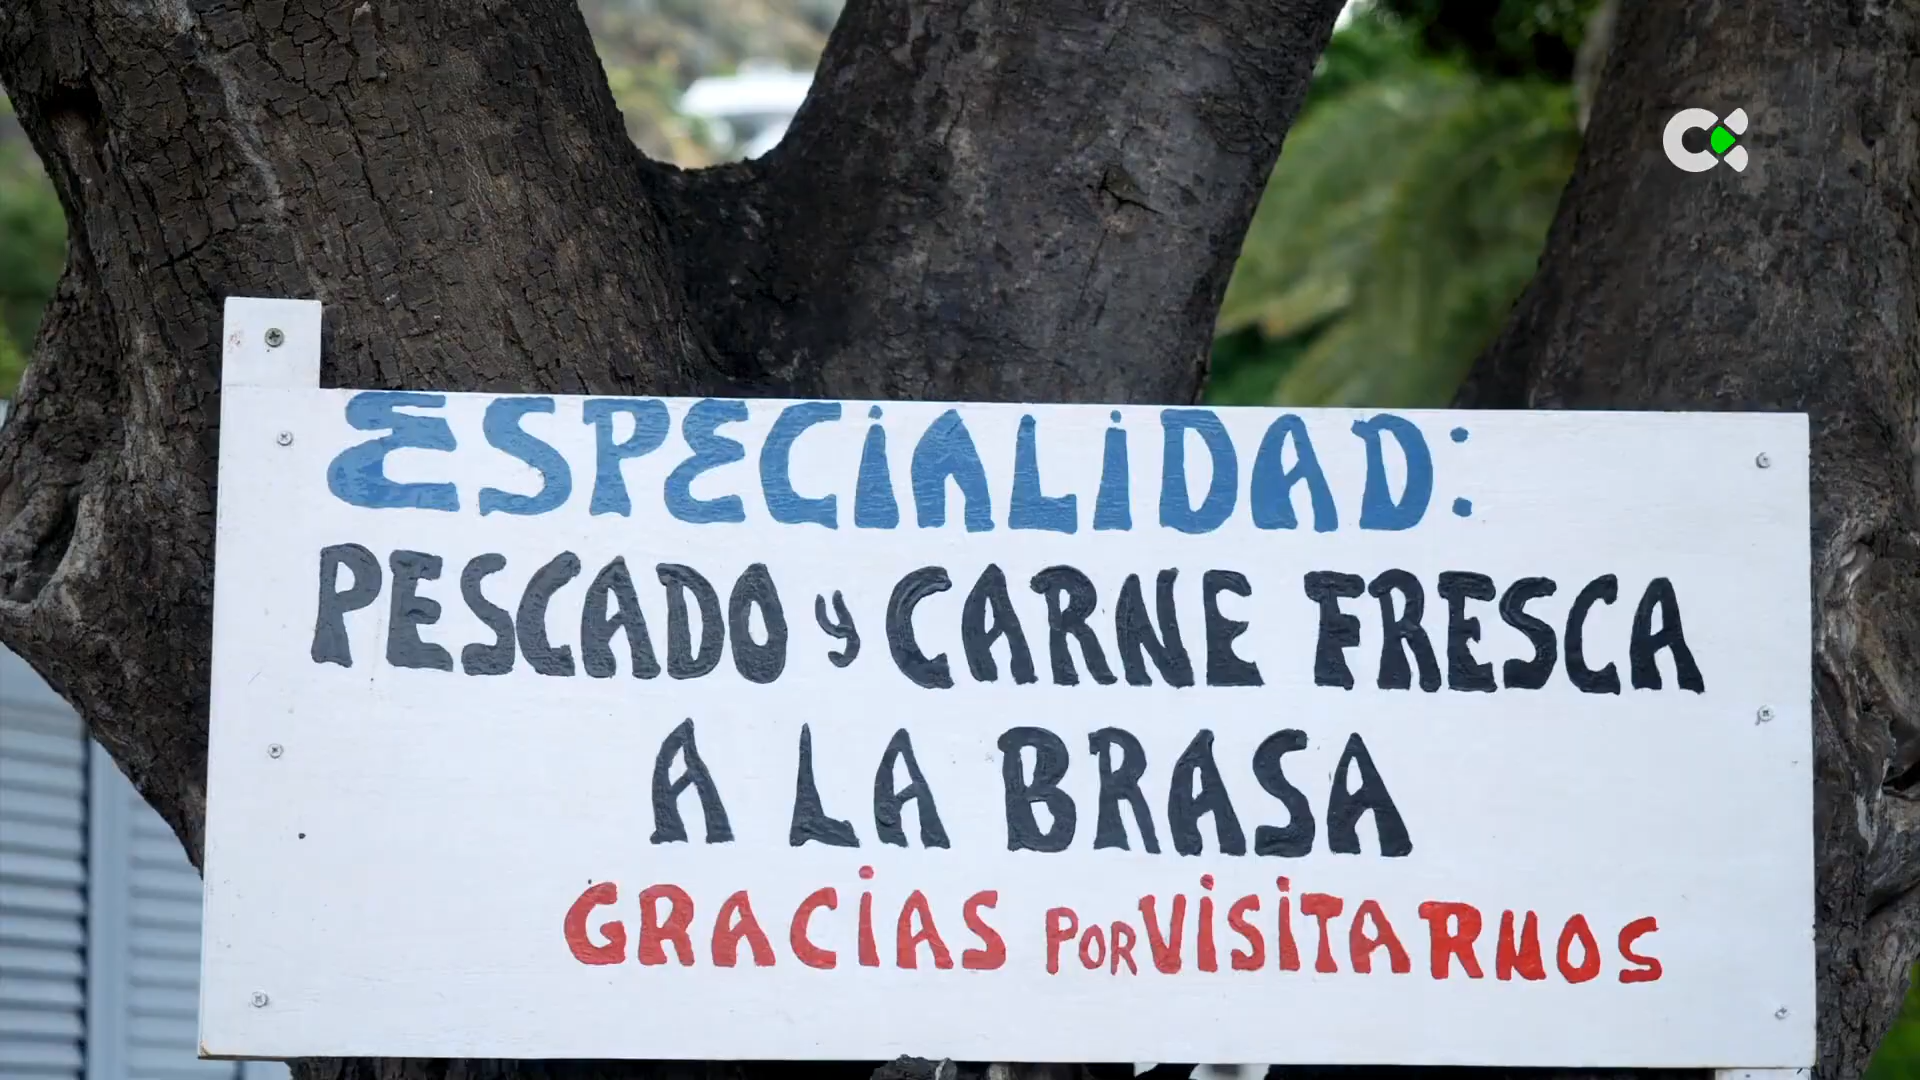 ESPECIALIDAD:
PESCADO y CARNE FRESCA
A LA BRASA
GRACIAS POR VISITARNOS